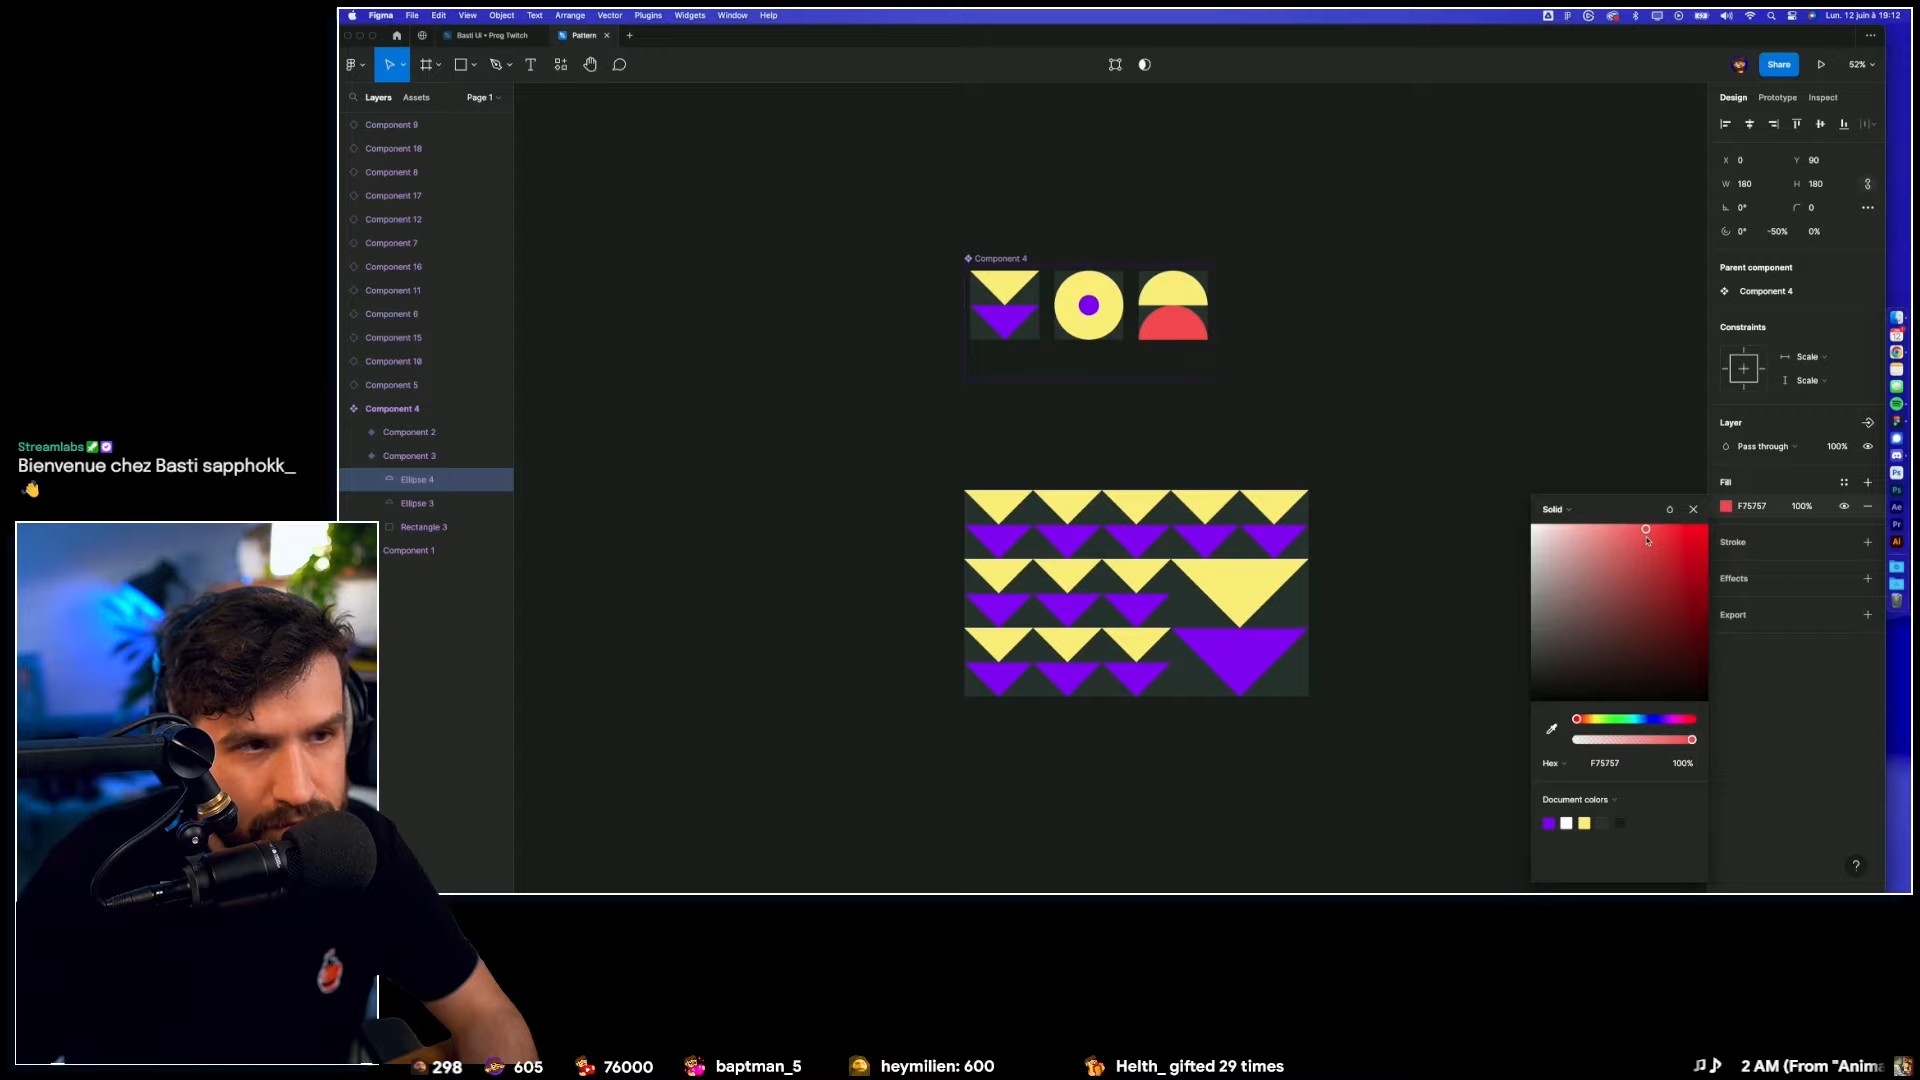 Figma File Edit View Object Text Arrange Vector Plugins Widgets Window Help
Lun. 12 juin à 19:12
Basti Ui • Prog Twitch
Pattern
Share
52%
Layers Assets Page 1
Component 9
Component 18
Component 8
Component 17
Component 12
Component 7
Component 16
Component 11
Component 6
Component 15
Component 10
Component 5
Component 4
Component 2
Component 3
Ellipse 4
Ellipse 3
Rectangle 3
Component 1
Component 4
Design Prototype Inspect
X 0 Y 90
W 180 H 180
0° 0
0° -50% 0%
Parent component
Component 4
Constraints
Scale
Scale
Layer
Pass through 100%
Fill
F75757 100%
Stroke
Effects
Export
Solid
Hex F75757 100%
Document colors
?
12
Ps
Ps
Ae
Pr
Ai
Streamlabs
Bienvenue chez Basti sapphokk_
298
605
76000
baptman_5
heymilien: 600
Helth_ gifted 29 times
2 AM (From "Anima